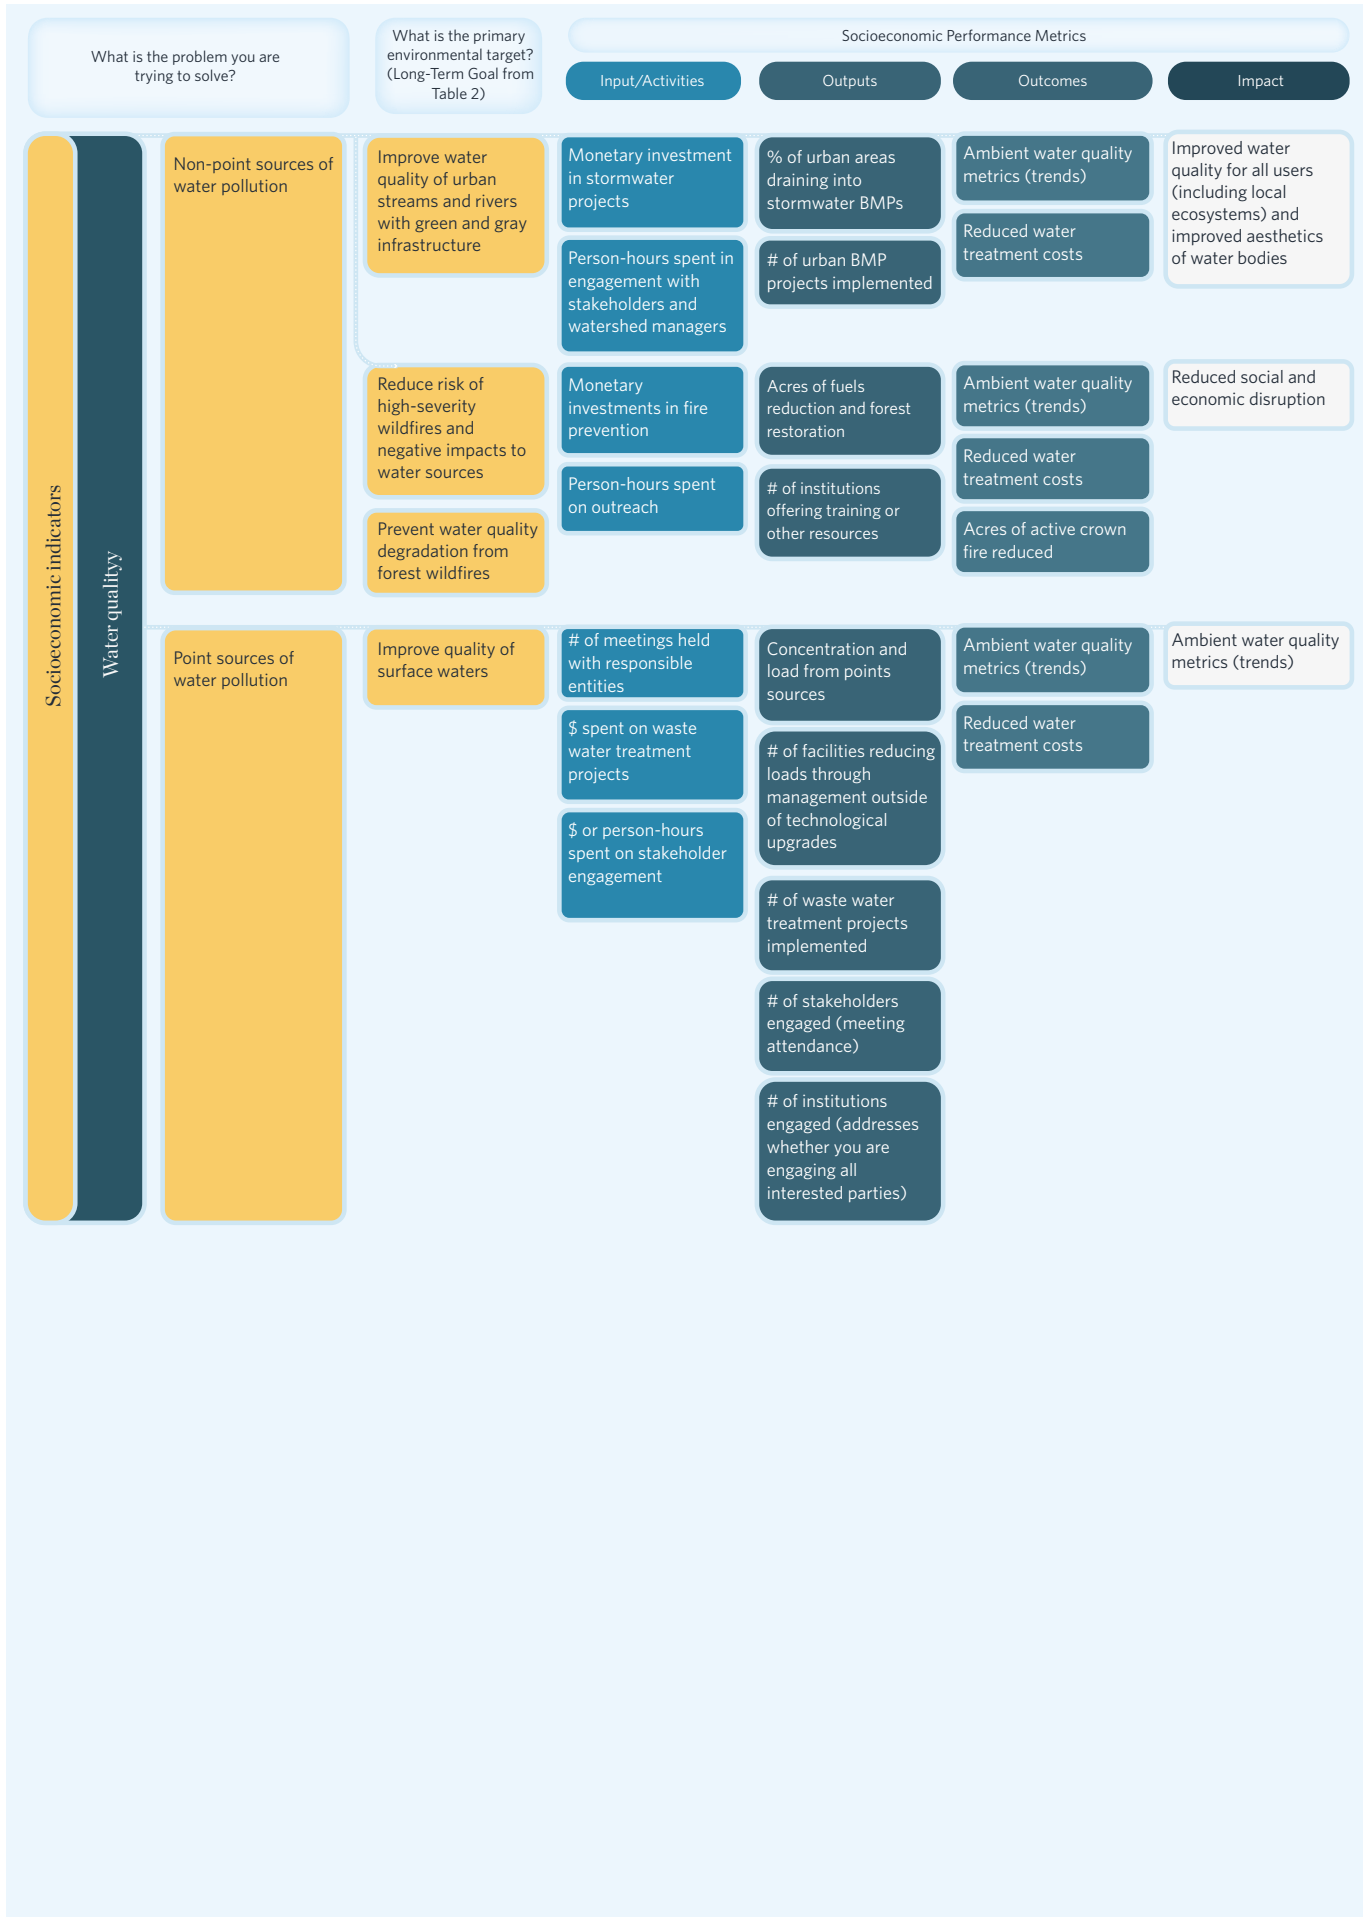 What is the problem you are
trying to solve?
What is the primary
environmental target?
(Long-Term Goal from
Table 2)
Socioeconomic Performance Metrics
Input/Activities
Outputs
Outcomes
Impact
Socioeconomic indicators
Water qualityy
Non-point sources of
water pollution
Improve water
quality of urban
streams and rivers
with green and gray
infrastructure
Monetary investment
in stormwater
projects
Person-hours spent in
engagement with
stakeholders and
watershed managers
% of urban areas
draining into
stormwater BMPs
# of urban BMP
projects implemented
Ambient water quality
metrics (trends)
Reduced water
treatment costs
Improved water
quality for all users
(including local
ecosystems) and
improved aesthetics
of water bodies
Reduce risk of
high-severity
wildfires and
negative impacts to
water sources
Prevent water quality
degradation from
forest wildfires
Monetary
investments in fire
prevention
Person-hours spent
on outreach
Acres of fuels
reduction and forest
restoration
# of institutions
offering training or
other resources
Ambient water quality
metrics (trends)
Reduced water
treatment costs
Acres of active crown
fire reduced
Reduced social and
economic disruption
Point sources of
water pollution
Improve quality of
surface waters
# of meetings held
with responsible
entities
$ spent on waste
water treatment
projects
$ or person-hours
spent on stakeholder
engagement
Concentration and
load from points
sources
# of facilities reducing
loads through
management outside
of technological
upgrades
# of waste water
treatment projects
implemented
# of stakeholders
engaged (meeting
attendance)
# of institutions
engaged (addresses
whether you are
engaging all
interested parties)
Ambient water quality
metrics (trends)
Reduced water
treatment costs
Ambient water quality
metrics (trends)